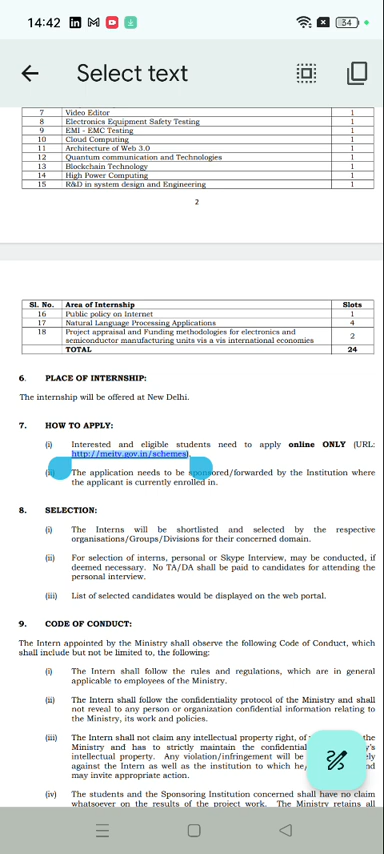 14:42
34
Select text
7 Video Editor 1
8 Electronics Equipment Safety Testing 1
9 EMI - EMC Testing 1
10 Cloud Computing 1
11 Architecture of Web 3.0 1
12 Quantum communication and Technologies 1
13 Blockchain Technology 1
14 High Power Computing 1
15 R&D in system design and Engineering 1
2
Sl. No. Area of Internship Slots
16 Public policy on Internet 1
17 Natural Language Processing Applications 4
18 Project appraisal and Funding methodologies for electronics and 2
semiconductor manufacturing units vis a vis international economies
TOTAL 24
6. PLACE OF INTERNSHIP:
The internship will be offered at New Delhi.
7. HOW TO APPLY:
(i) Interested and eligible students need to apply online ONLY (URL:
http://meity.gov.in/schemes).
The application needs to be sponsored/forwarded by the Institution where
the applicant is currently enrolled in.
8. SELECTION:
(i) The Interns will be shortlisted and selected by the respective
organisations/Groups/Divisions for their concerned domain.
(ii) For selection of interns, personal or Skype Interview, may be conducted, if
deemed necessary. No TA/DA shall be paid to candidates for attending the
personal interview.
(iii) List of selected candidates would be displayed on the web portal.
9. CODE OF CONDUCT:
The Intern appointed by the Ministry shall observe the following Code of Conduct, which
shall include but not be limited to, the following:
(i) The Intern shall follow the rules and regulations, which are in general
applicable to employees of the Ministry.
(ii) The Intern shall follow the confidentiality protocol of the Ministry and shall
not reveal to any person or organization confidential information relating to
the Ministry, its work and policies.
(iii) The Intern shall not claim any intellectual property right, of the
Ministry and has to strictly maintain the confidential
intellectual property. Any violation/infringement will be
against the Intern as well as the institution to which he/
may invite appropriate action.
(iv) The students and the Sponsoring Institution concerned shall have no claim
whatsoever on the results of the project work. The Ministry retains all